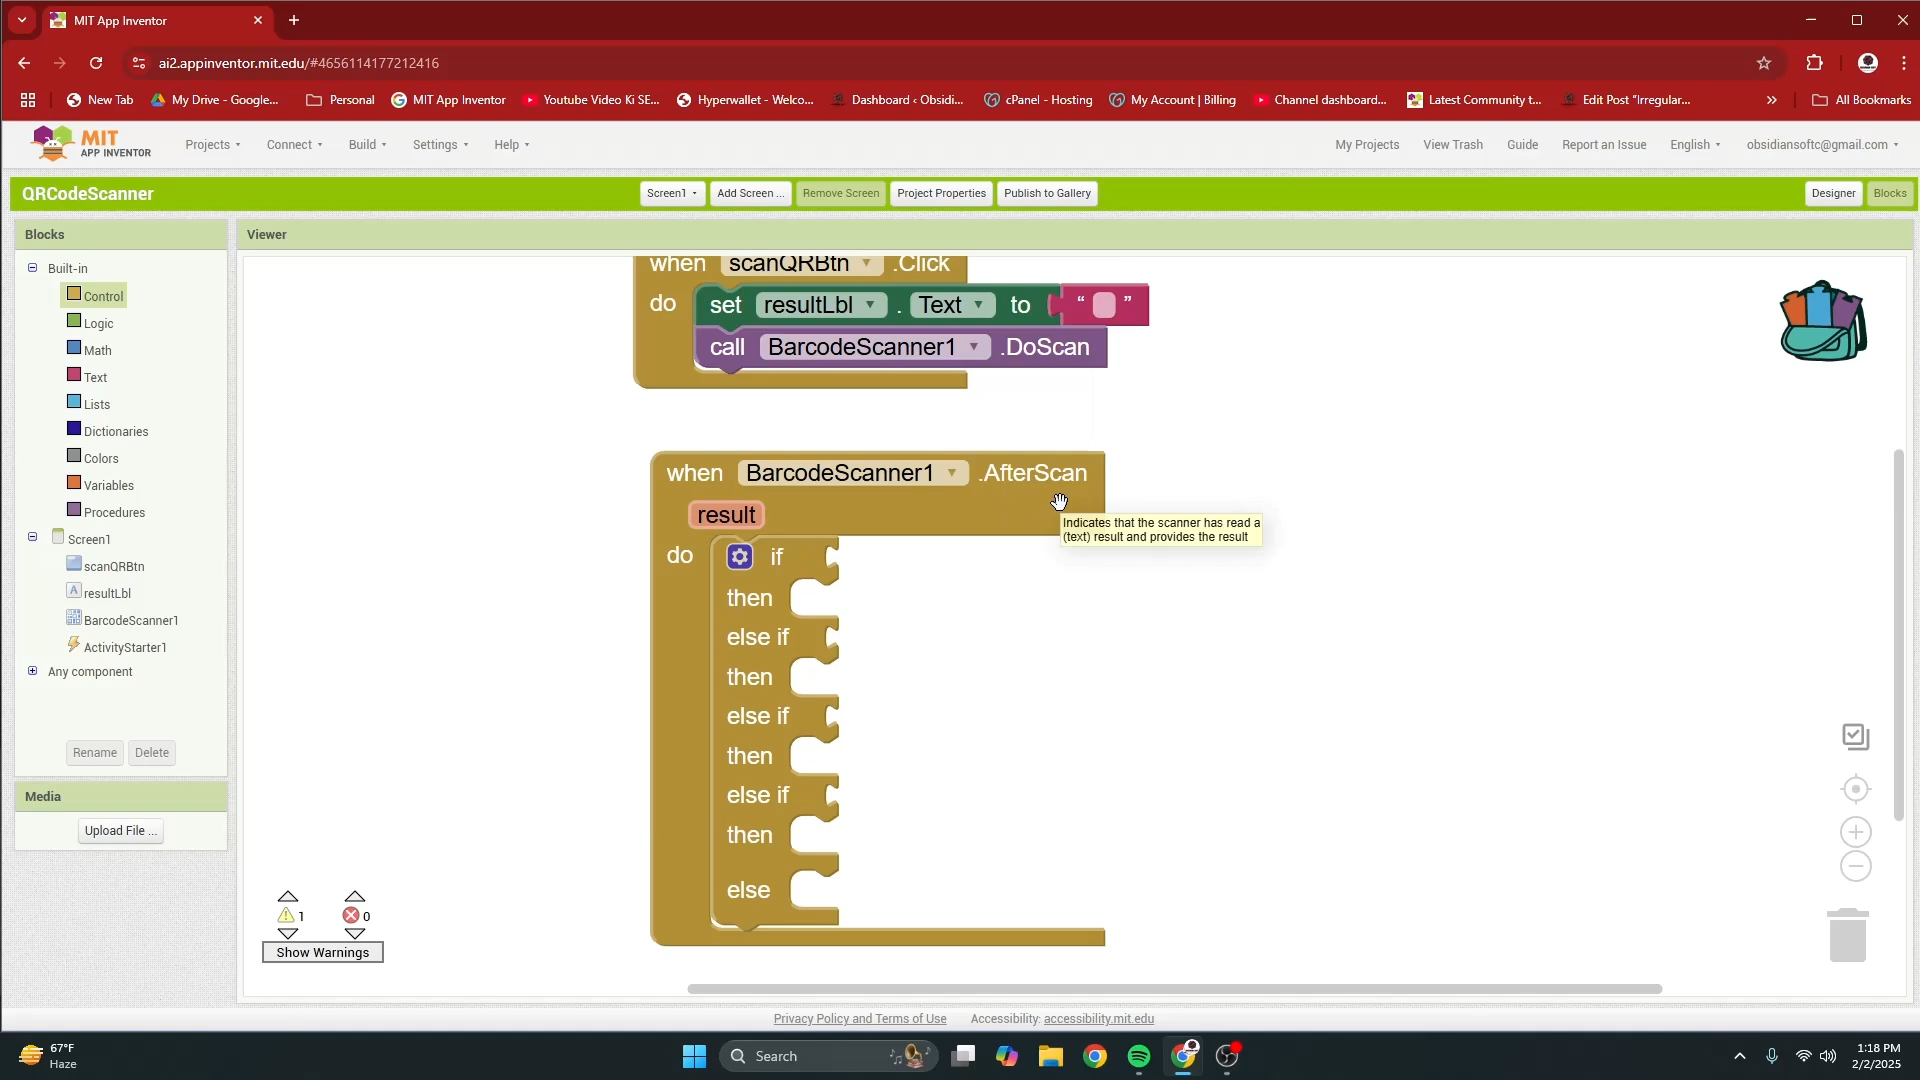 MIT App Inventor
ai2.appinventor.mit.edu/#4656114177212416
New Tab
My Drive - Google...
Personal
MIT App Inventor
Youtube Video Ki SE...
Hyperwallet - Welco...
Dashboard ‹ Obsidi...
cPanel - Hosting
My Account | Billing
Channel dashboard...
Latest Community t...
Edit Post "Irregular...
»
All Bookmarks
MIT
APP INVENTOR
Projects
Connect
Build
Settings
Help
My Projects
View Trash
Guide
Report an Issue
English
obsidiansoftc@gmail.com
QRCodeScanner
Screen1
Add Screen ...
Remove Screen
Project Properties
Publish to Gallery
Designer
Blocks
Blocks
Viewer
Built-in
Control
Logic
Math
Text
Lists
Dictionaries
Colors
Variables
Procedures
Screen1
scanQRBtn
resultLbl
BarcodeScanner1
ActivityStarter1
Any component
Rename
Delete
Media
Upload File ...
when scanQRBtn .Click
do set resultLbl . Text to “ ”
call BarcodeScanner1 .DoScan
when BarcodeScanner1 .AfterScan
result
Indicates that the scanner has read a
(text) result and provides the result
do if
then
else if
then
else if
then
else if
then
else
1
0
Show Warnings
Privacy Policy and Terms of Use
Accessibility: accessibility.mit.edu
67°F
Haze
Search
1:18 PM
2/2/2025